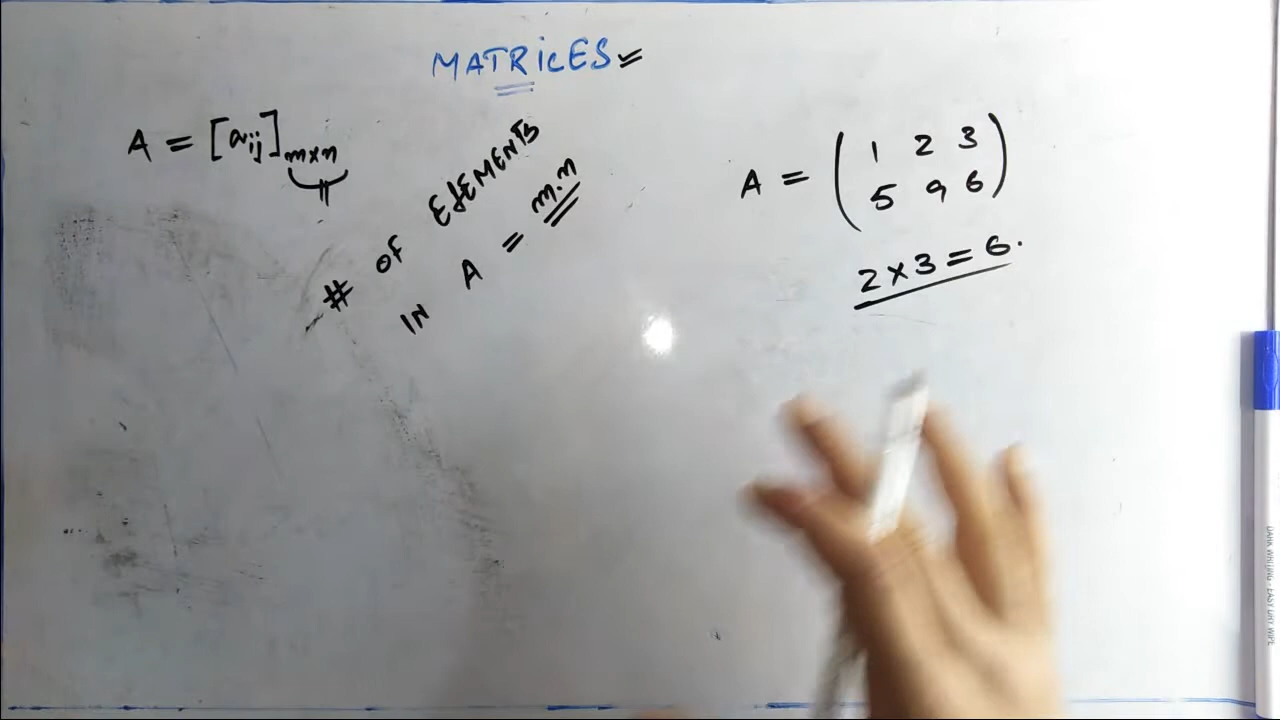 MATRiCES
A = [aij]m×n
# OF ELEMENTS
IN A = m.n
A = ( 1 2 3
5 9 6 )
2 × 3 = 6.